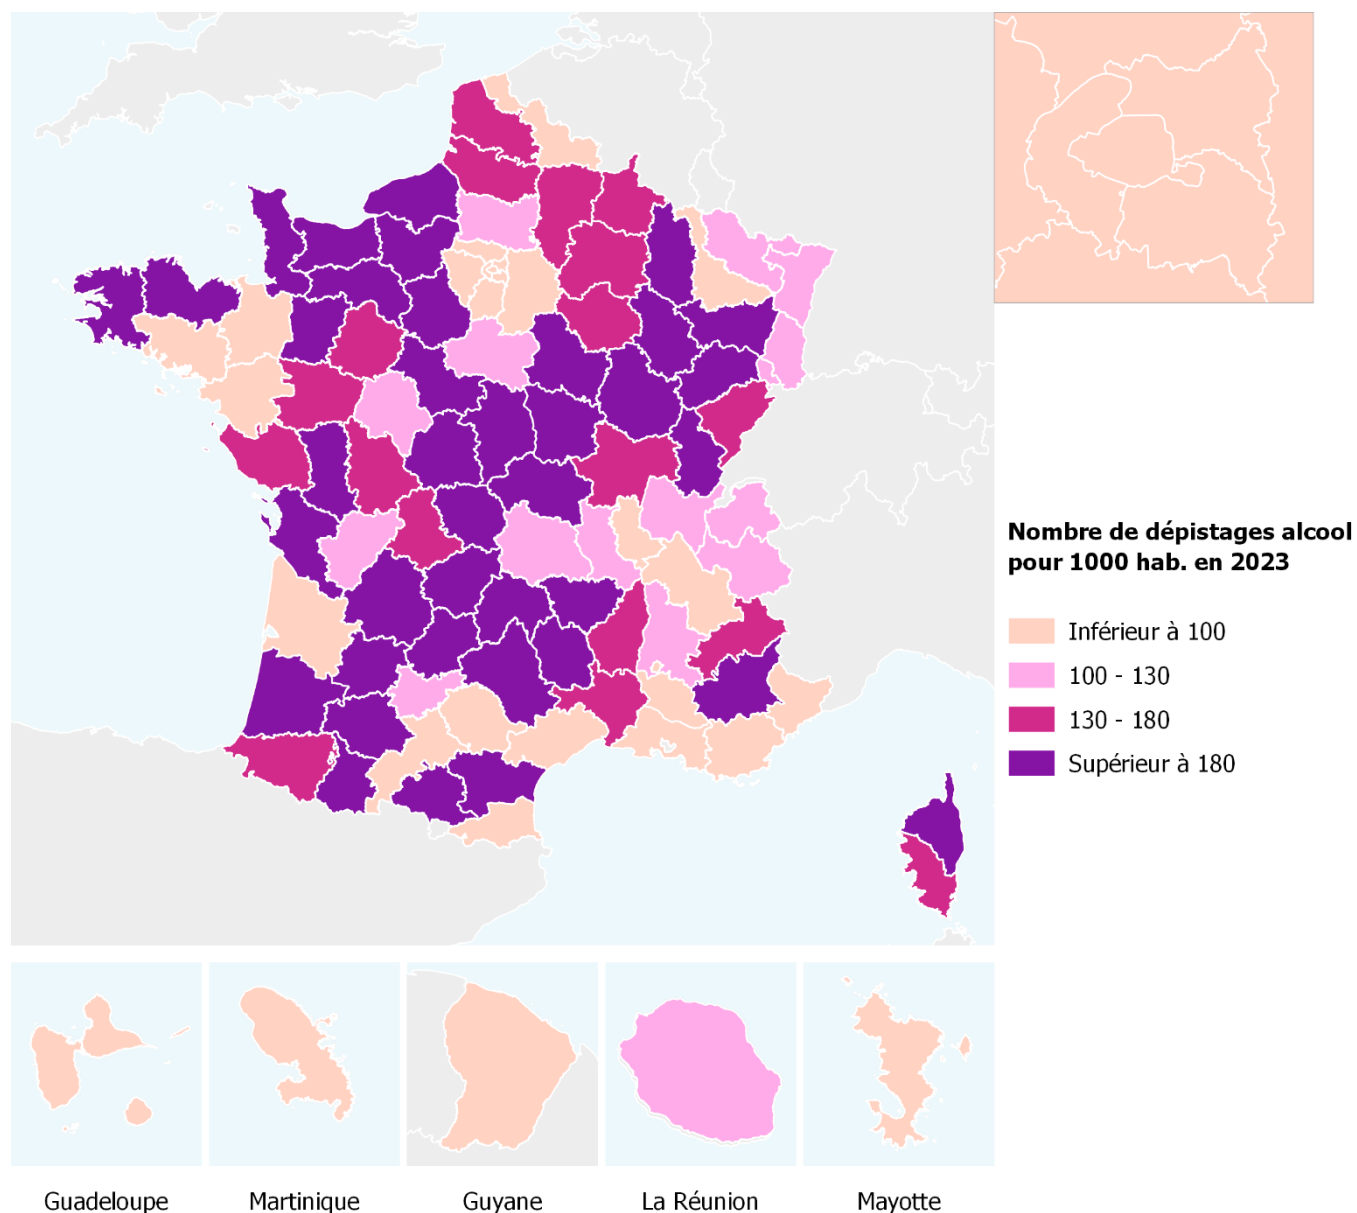 Nombre de dépistages alcool
pour 1000 hab. en 2023
Inférieur à 100
100 - 130
130 - 180
Supérieur à 180
Guadeloupe
Martinique
Guyane
La Réunion
Mayotte